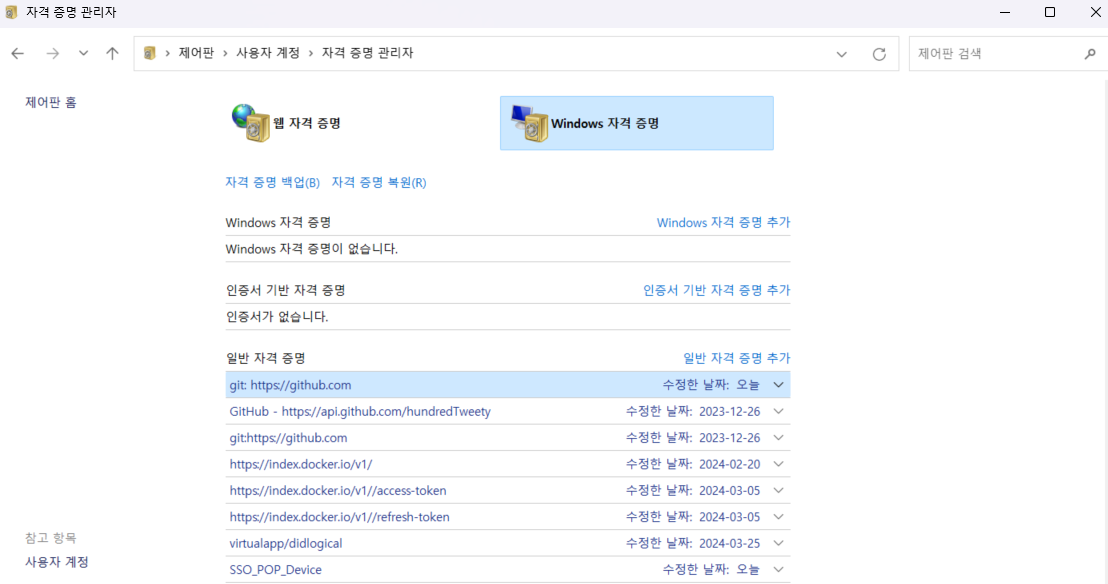 자격 증명 관리자
제어판 › 사용자 계정 › 자격 증명 관리자
제어판 검색
제어판 홈
웹 자격 증명
Windows 자격 증명
자격 증명 백업(B) 자격 증명 복원(R)
Windows 자격 증명 Windows 자격 증명 추가
Windows 자격 증명이 없습니다.
인증서 기반 자격 증명 인증서 기반 자격 증명 추가
인증서가 없습니다.
일반 자격 증명 일반 자격 증명 추가
git: https://github.com 수정한 날짜: 오늘
GitHub - https://api.github.com/hundredTweety 수정한 날짜: 2023-12-26
git:https://github.com 수정한 날짜: 2023-12-26
https://index.docker.io/v1/ 수정한 날짜: 2024-02-20
https://index.docker.io/v1//access-token 수정한 날짜: 2024-03-05
https://index.docker.io/v1//refresh-token 수정한 날짜: 2024-03-05
virtualapp/didlogical 수정한 날짜: 2024-03-25
SSO_POP_Device 수정한 날짜: 오늘
참고 항목
사용자 계정